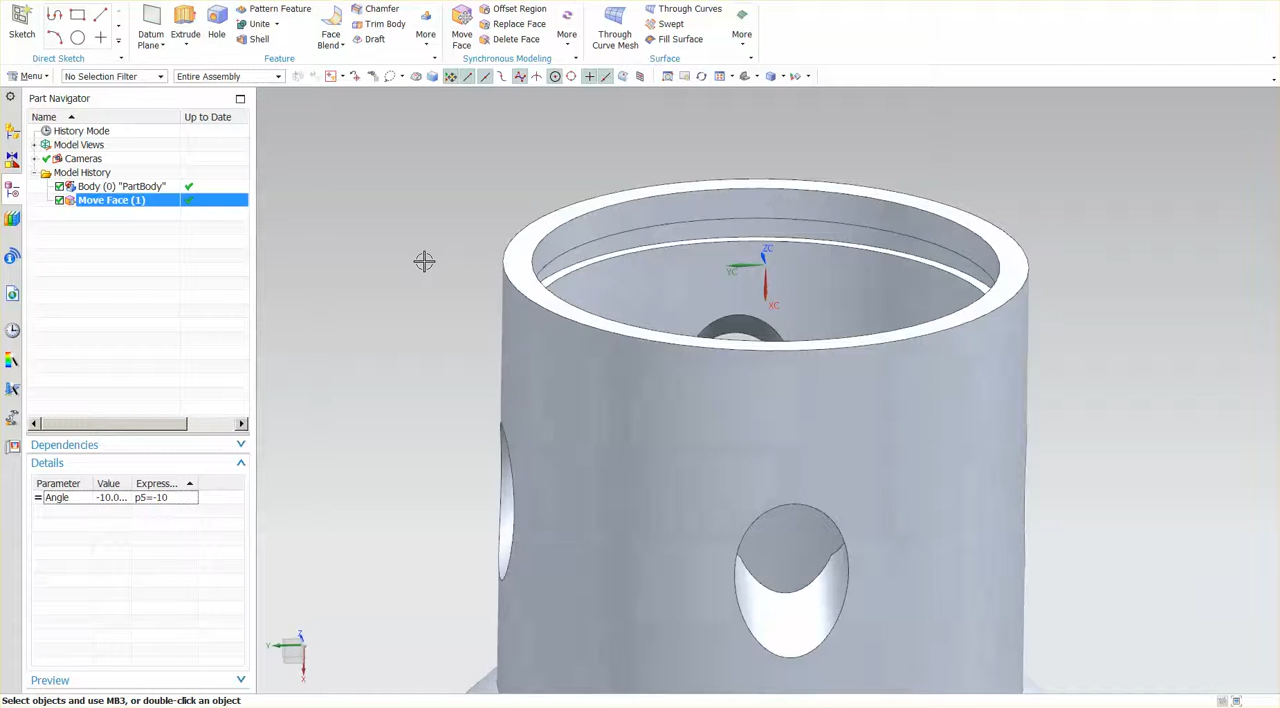 Sketch
Direct Sketch
Datum Plane
Extrude
Hole
Pattern Feature
Unite
Shell
Face Blend
Chamfer
Trim Body
Draft
More
Feature
Move Face
Offset Region
Replace Face
Delete Face
More
Synchronous Modeling
Through Curve Mesh
Through Curves
Swept
Fill Surface
More
Surface
Menu
No Selection Filter
Entire Assembly
Part Navigator
Name
Up to Date
History Mode
Model Views
Cameras
Model History
Body (0) "PartBody"
Move Face (1)
Dependencies
Details
Parameter
Value
Express...
Angle
-10.0...
p5=-10
Preview
ZC
YC
XC
Z
Y
X
Select objects and use MB3, or double-click an object